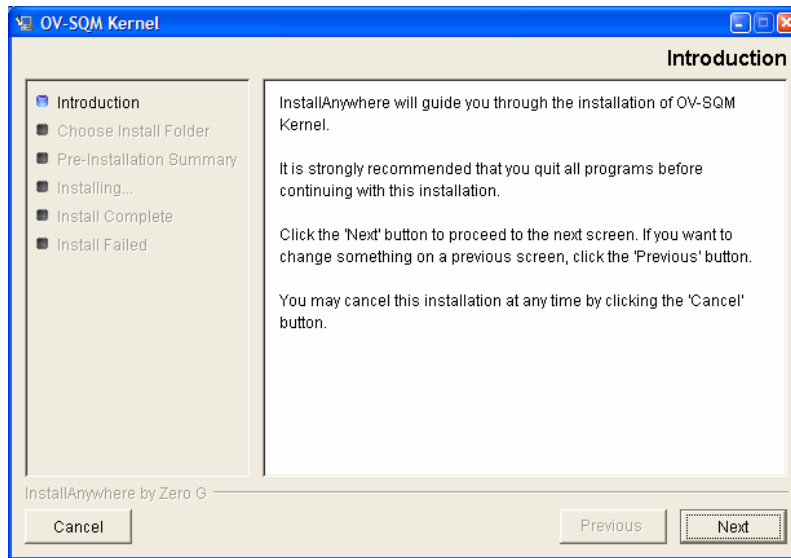 OV-SQM Kernel
Introduction
Introduction
Choose Install Folder
Pre-Installation Summary
Installing...
Install Complete
Install Failed
InstallAnywhere will guide you through the installation of OV-SQM
Kernel.
It is strongly recommended that you quit all programs before
continuing with this installation.
Click the 'Next' button to proceed to the next screen. If you want to
change something on a previous screen, click the 'Previous' button.
You may cancel this installation at any time by clicking the 'Cancel'
button.
InstallAnywhere by Zero G
Cancel
Previous
Next